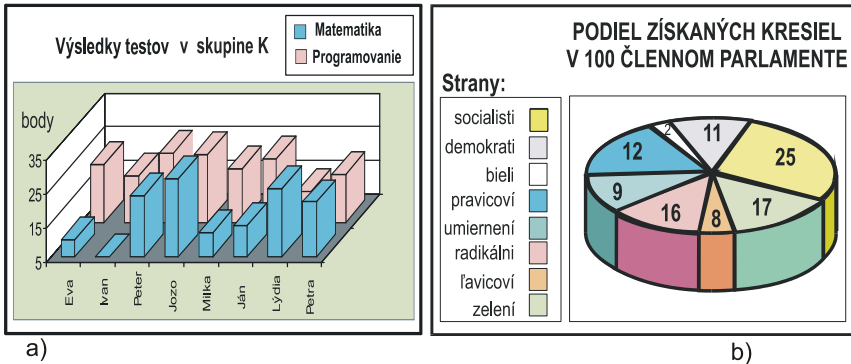 Výsledky testov v skupine K
Matematika
Programovanie
body
35
25
15
5
Eva
Ivan
Peter
Jozo
Milka
Ján
Lýdia
Petra
a)
PODIEL ZÍSKANÝCH KRESIEL
V 100 ČLENNOM PARLAMENTE
Strany:
socialisti
demokrati
bieli
pravicoví
umiernení
radikálni
ľavicoví
zelení
2
11
25
12
9
16
8
17
b)